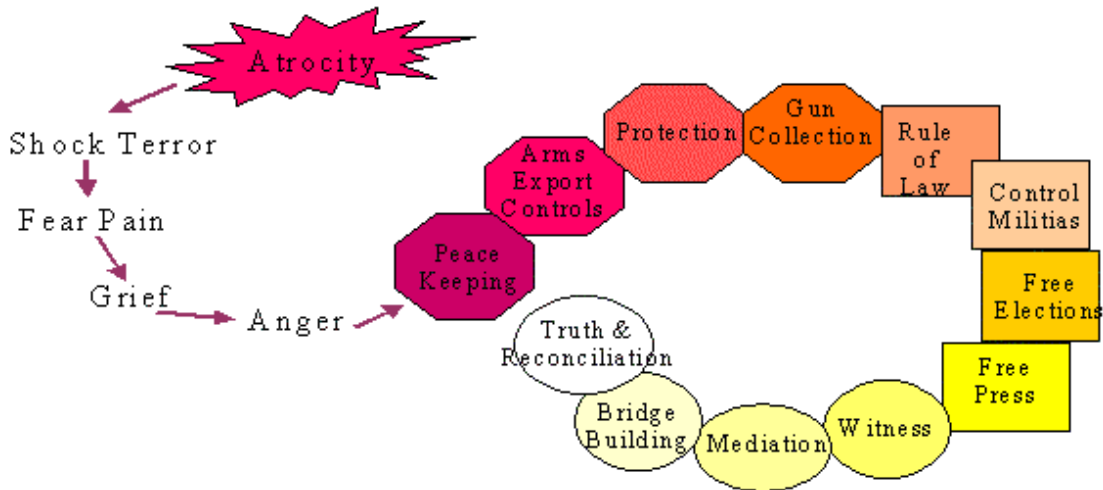 Atrocity
Shock Terror
Fear Pain
Grief
Anger
Peace
Keeping
Arms
Export
Controls
Protection
Gun
Collection
Rule
of
Law
Control
Militias
Free
Elections
Free
Press
Witness
Mediation
Bridge
Building
Truth &
Reconciliation